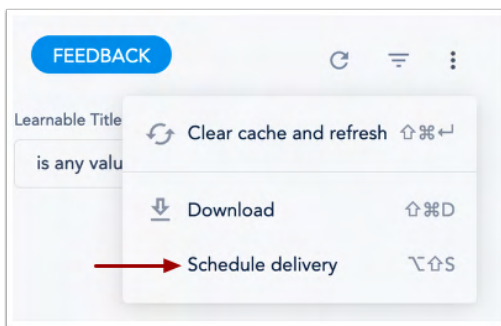 FEEDBACK
Learnable Title
is any valu
Clear cache and refresh ⇧⌘↵
Download ⇧⌘D
Schedule delivery ⌥⇧S